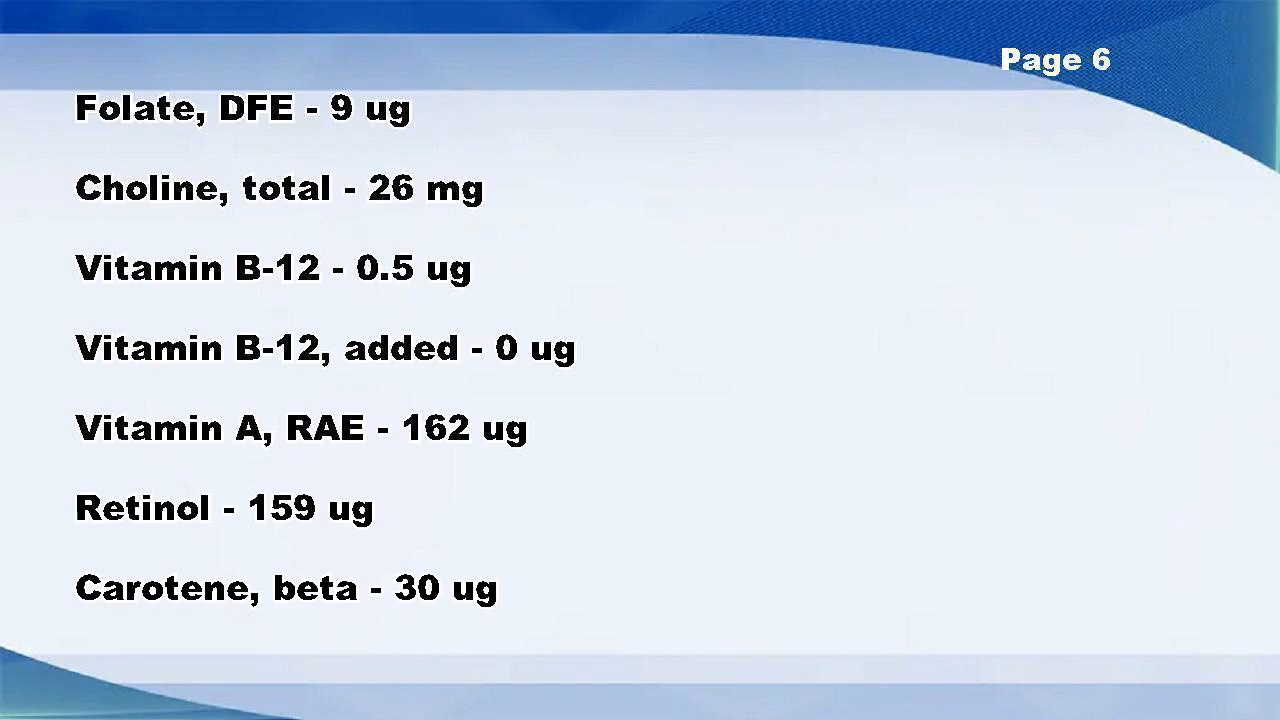 Page 6
Folate, DFE - 9 ug
Choline, total - 26 mg
Vitamin B-12 - 0.5 ug
Vitamin B-12, added - 0 ug
Vitamin A, RAE - 162 ug
Retinol - 159 ug
Carotene, beta - 30 ug